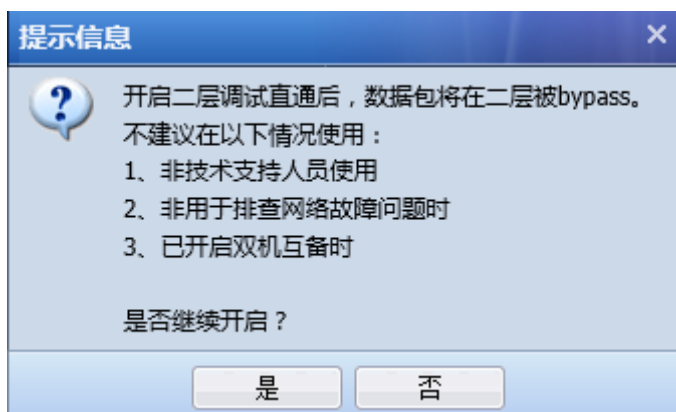 提示信息
开启二层调试直通后，数据包将在二层被bypass。
不建议在以下情况使用：
1、非技术支持人员使用
2、非用于排查网络故障问题时
3、已开启双机互备时
是否继续开启？
是
否